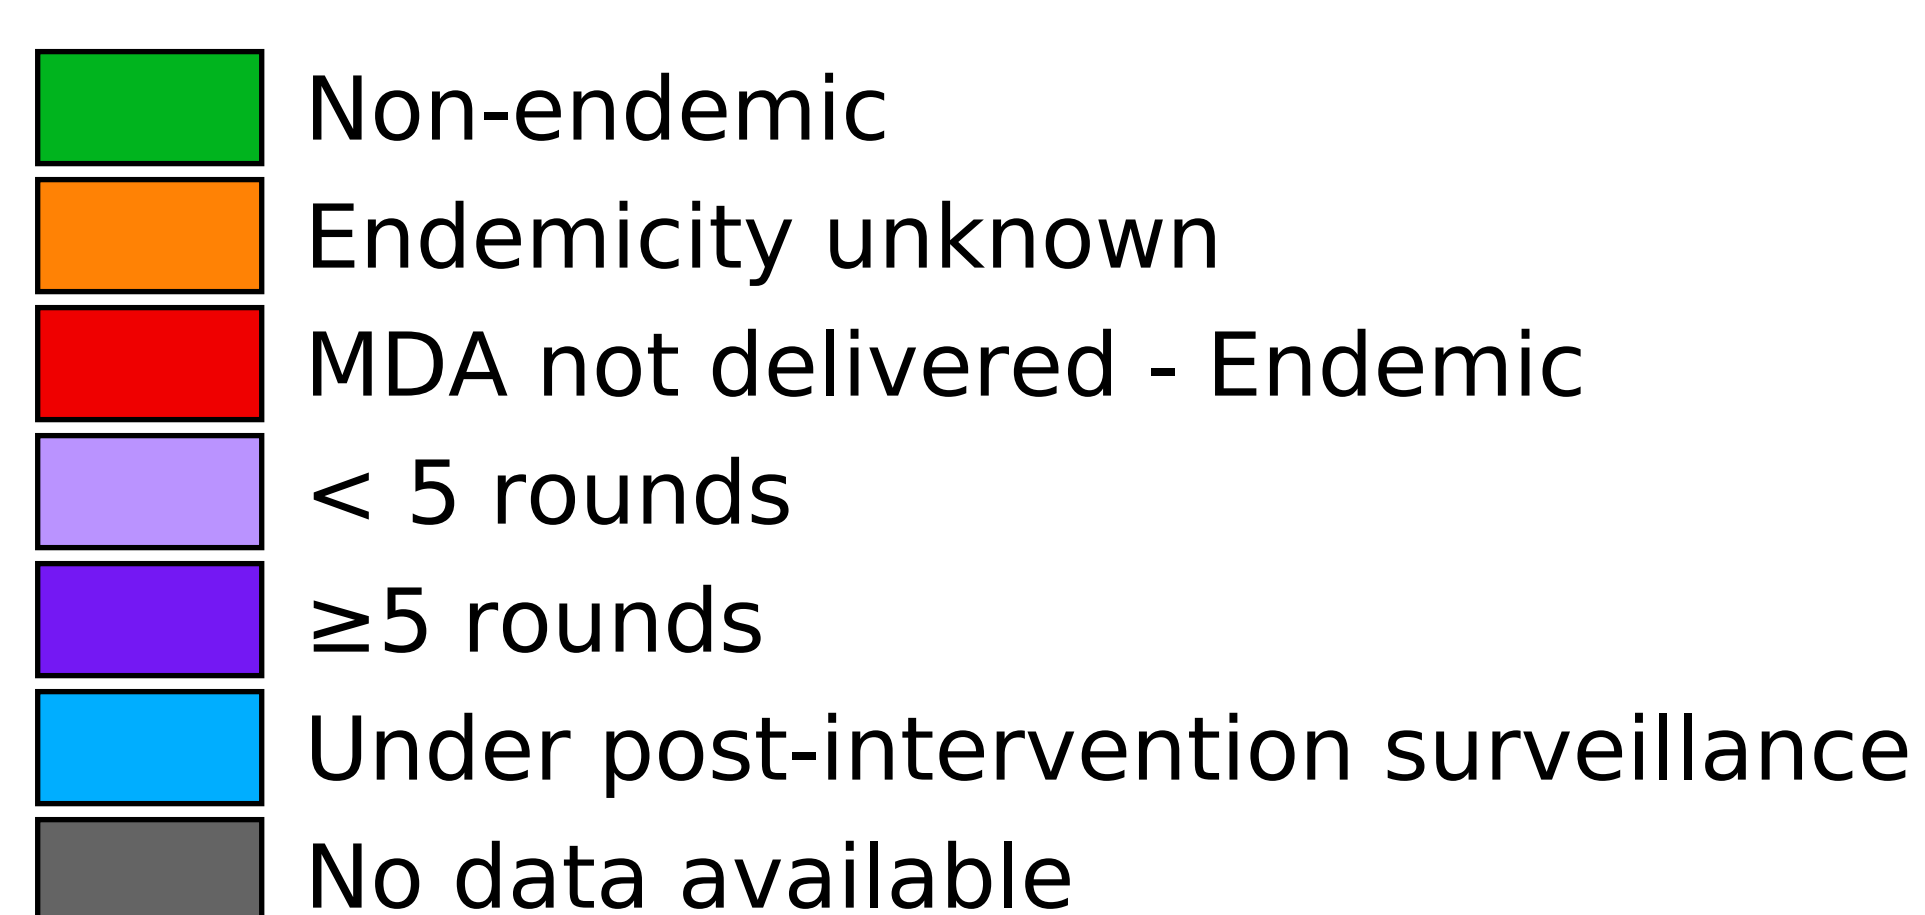 Non-endemic
Endemicity unknown
MDA not delivered - Endemic
< 5 rounds
≥5 rounds
Under post-intervention surveillance
No data available